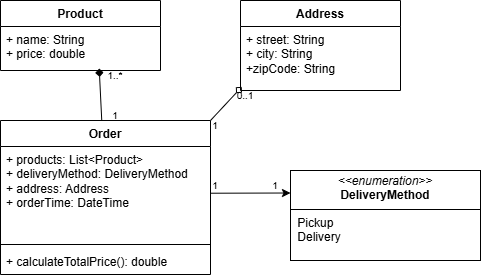 Product
+ name: String
+ price: double
Address
+ street: String
+ city: String
+zipCode: String
1..*
0..1
1
1
Order
+ products: List<Product>
+ deliveryMethod: DeliveryMethod
+ address: Address
+ orderTime: DateTime
+ calculateTotalPrice(): double
1
1
<<enumeration>>
DeliveryMethod
Pickup
Delivery